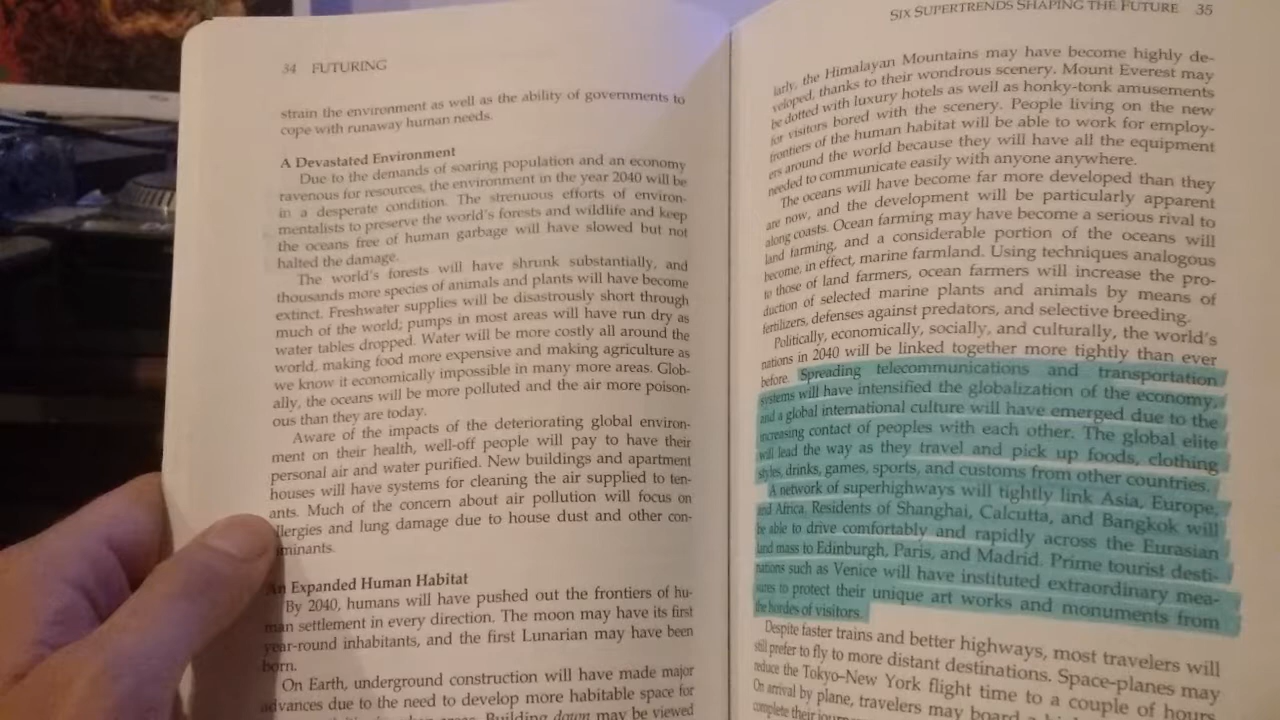 34 FUTURING
strain the environment as well as the ability of governments to
cope with runaway human needs.
A Devastated Environment
Due to the demands of soaring population and an economy
ravenous for resources, the environment in the year 2040 will be
in a desperate condition. The strenuous efforts of environ-
mentalists to preserve the world's forests and wildlife and keep
the oceans free of human garbage will have slowed but not
halted the damage.
The world's forests will have shrunk substantially, and
thousands more species of animals and plants will have become
extinct. Freshwater supplies will be disastrously short through
much of the world; pumps in most areas will have run dry as
water tables dropped. Water will be more costly all around the
world, making food more expensive and making agriculture as
we know it economically impossible in many more areas. Glob-
ally, the oceans will be more polluted and the air more poison-
ous than they are today.
Aware of the impacts of the deteriorating global environ-
ment on their health, well-off people will pay to have their
personal air and water purified. New buildings and apartment
houses will have systems for cleaning the air supplied to ten-
ants. Much of the concern about air pollution will focus on
llergies and lung damage due to house dust and other con-
minants.
An Expanded Human Habitat
By 2040, humans will have pushed out the frontiers of hu-
man settlement in every direction. The moon may have its first
year-round inhabitants, and the first Lunarian may have been
born.
On Earth, underground construction will have made major
advances due to the need to develop more habitable space for
Building down may be viewed
SIX SUPERTRENDS SHAPING THE FUTURE 35
larly, the Himalayan Mountains may have become highly de-
veloped, thanks to their wondrous scenery. Mount Everest may
be dotted with luxury hotels as well as honky-tonk amusements
for visitors bored with the scenery. People living on the new
frontiers of the human habitat will be able to work for employ-
ers around the world because they will have all the equipment
needed to communicate easily with anyone anywhere.
The oceans will have become far more developed than they
are now, and the development will be particularly apparent
along coasts. Ocean farming may have become a serious rival to
land farming, and a considerable portion of the oceans will
become, in effect, marine farmland. Using techniques analogous
to those of land farmers, ocean farmers will increase the pro-
duction of selected marine plants and animals by means of
fertilizers, defenses against predators, and selective breeding.
Politically, economically, socially, and culturally, the world's
nations in 2040 will be linked together more tightly than ever
before. Spreading telecommunications and transportation
systems will have intensified the globalization of the economy,
and a global international culture will have emerged due to the
increasing contact of peoples with each other. The global elite
will lead the way as they travel and pick up foods, clothing
styles, drinks, games, sports, and customs from other countries.
A network of superhighways will tightly link Asia, Europe,
and Africa. Residents of Shanghai, Calcutta, and Bangkok will
be able to drive comfortably and rapidly across the Eurasian
land mass to Edinburgh, Paris, and Madrid. Prime tourist desti-
nations such as Venice will have instituted extraordinary mea-
sures to protect their unique art works and monuments from
the hordes of visitors.
Despite faster trains and better highways, most travelers will
still prefer to fly to more distant destinations. Space-planes may
reduce the Tokyo–New York flight time to a couple of hours
On arrival by plane, travelers may board a
complete their